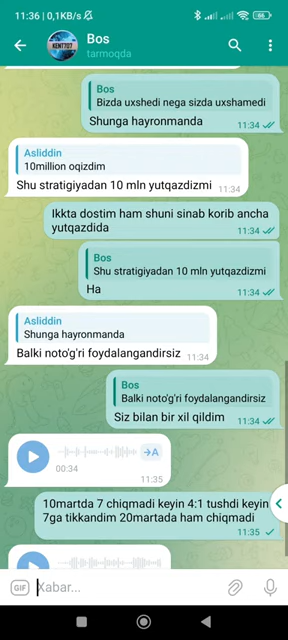 11:36 | 0,1KB/s
86
Bos
tarmoqda
KENT707
Bos
Bizda uxshedi nega sizda uxshamedi
Shunga hayronmanda
11:34
Asliddin
10million oqizdim
Shu stratigiyadan 10 mln yutqazdizmi
11:34
Ikkta dostim ham shuni sinab korib ancha
yutqazdida
11:34
Bos
Shu stratigiyadan 10 mln yutqazdizmi
Ha
11:34
Asliddin
Shunga hayronmanda
Balki noto'g'ri foydalangandirsiz
11:34
Bos
Balki noto'g'ri foydalangandirsiz
Siz bilan bir xil qildim
11:34
→A
00:34
11:35
10martda 7 chiqmadi keyin 4:1 tushdi keyin
7ga tikkandim 20martada ham chiqmadi
11:35
→A
GIF
Xabar...